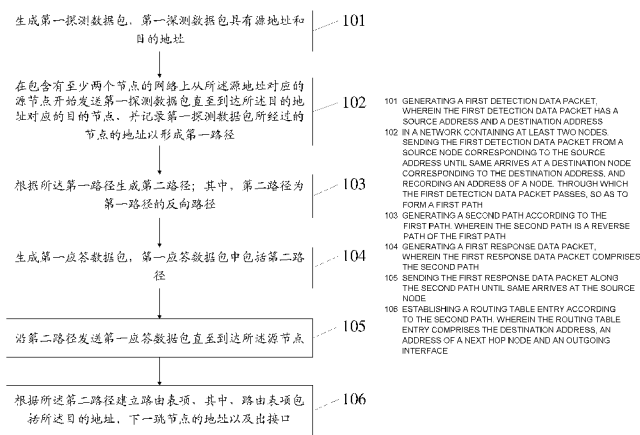 生成第一探测数据包，第一探测数据包具有源地址和
目的地址
101
在包含有至少两个节点的网络上从所述源地址对应的
源节点开始发送第一探测数据包直至到达所述目的地
址对应的目的节点、并记录第一探测数据包所经过的
节点的地址以形成第一路径
102
根据所述第一路径生成第二路径；其中，第二路径为
第一路径的反向路径
103
生成第一应答数据包，第一应答数据包中包括第二路
径
104
沿第二路径发送第一应答数据包直至到达所述源节点
105
根据所述第二路径建立路由表项，其中，路由表项包
括所述目的地址，下一跳节点的地址以及出接口
106
101 GENERATING A FIRST DETECTION DATA PACKET,
WHEREIN THE FIRST DETECTION DATA PACKET HAS A
SOURCE ADDRESS AND A DESTINATION ADDRESS
102 IN A NETWORK CONTAINING AT LEAST TWO NODES,
SENDING THE FIRST DETECTION DATA PACKET FROM A
SOURCE NODE CORRESPONDING TO THE SOURCE
ADDRESS UNTIL SAME ARRIVES AT A DESTINATION NODE
CORRESPONDING TO THE DESTINATION ADDRESS, AND
RECORDING AN ADDRESS OF A NODE, THROUGH WHICH
THE FIRST DETECTION DATA PACKET PASSES, SO AS TO
FORM A FIRST PATH
103 GENERATING A SECOND PATH ACCORDING TO THE
FIRST PATH, WHEREIN THE SECOND PATH IS A REVERSE
PATH OF THE FIRST PATH
104 GENERATING A FIRST RESPONSE DATA PACKET,
WHEREIN THE FIRST RESPONSE DATA PACKET COMPRISES
THE SECOND PATH
105 SENDING THE FIRST RESPONSE DATA PACKET ALONG
THE SECOND PATH UNTIL SAME ARRIVES AT THE SOURCE
NODE
106 ESTABLISHING A ROUTING TABLE ENTRY ACCORDING
TO THE SECOND PATH, WHEREIN THE ROUTING TABLE
ENTRY COMPRISES THE DESTINATION ADDRESS, AN
ADDRESS OF A NEXT HOP NODE AND AN OUTGOING
INTERFACE